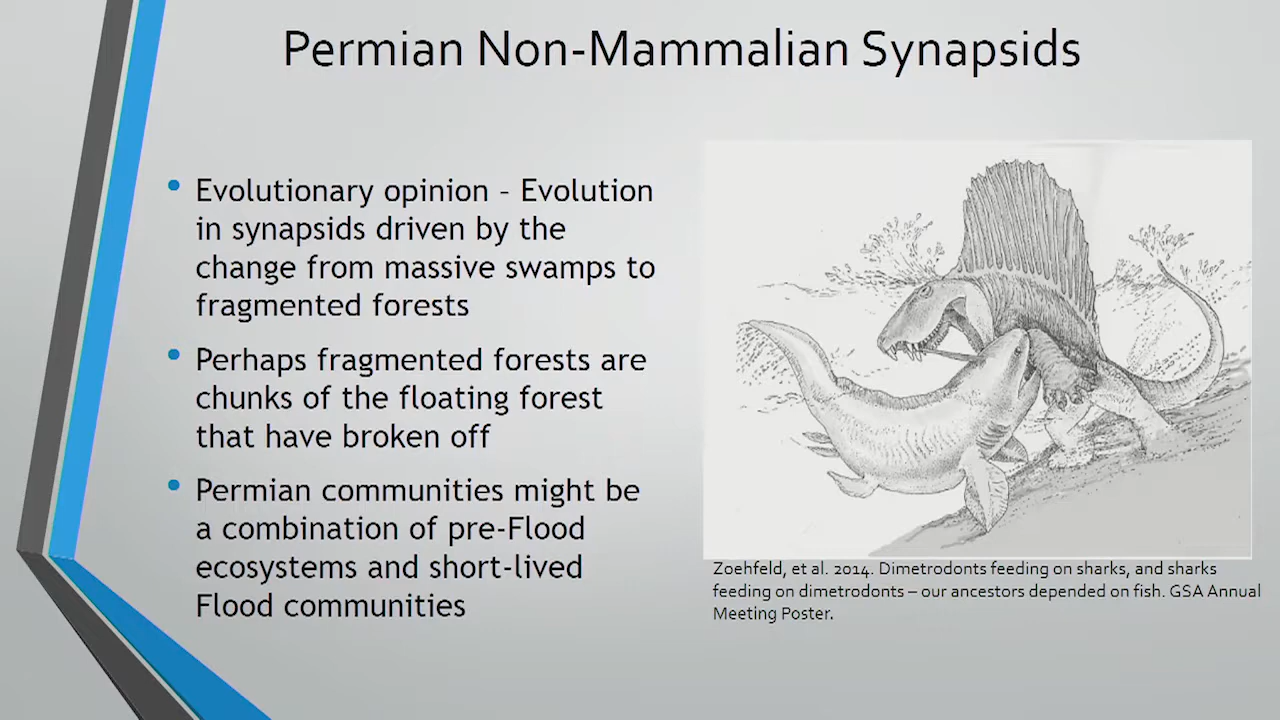 Permian Non-Mammalian Synapsids
• Evolutionary opinion – Evolution
in synapsids driven by the
change from massive swamps to
fragmented forests
• Perhaps fragmented forests are
chunks of the floating forest
that have broken off
• Permian communities might be
a combination of pre-Flood
ecosystems and short-lived
Flood communities
Zoehfeld, et al. 2014. Dimetrodonts feeding on sharks, and sharks
feeding on dimetrodonts – our ancestors depended on fish. GSA Annual
Meeting Poster.